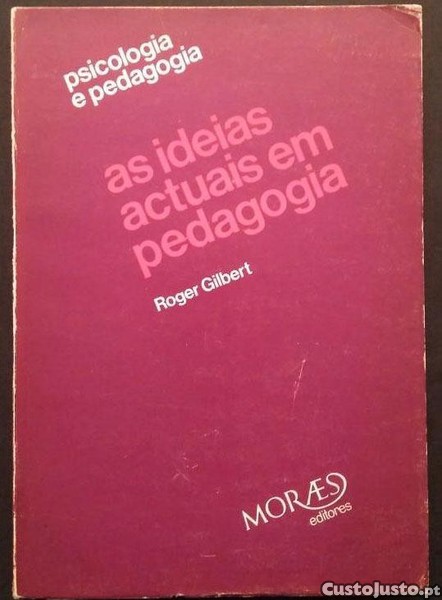 psicologia
e pedagogia
as ideias
actuais em
pedagogia
Roger Gilbert
MORÆS
editores
CustoJusto.pt